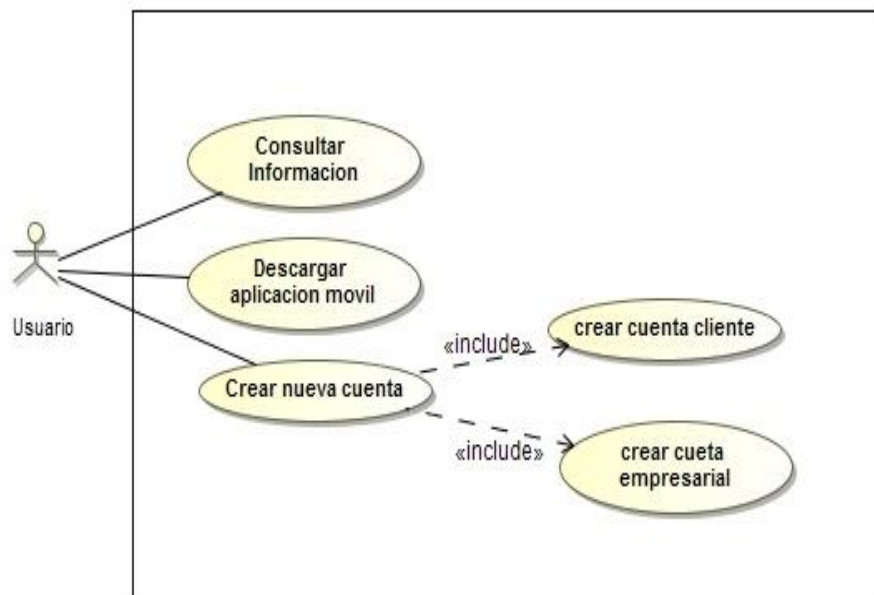 Consultar
Informacion
Usuario
Descargar
aplicacion movil
Crear nueva cuenta
«include»
crear cuenta cliente
«include»
crear cueta
empresarial